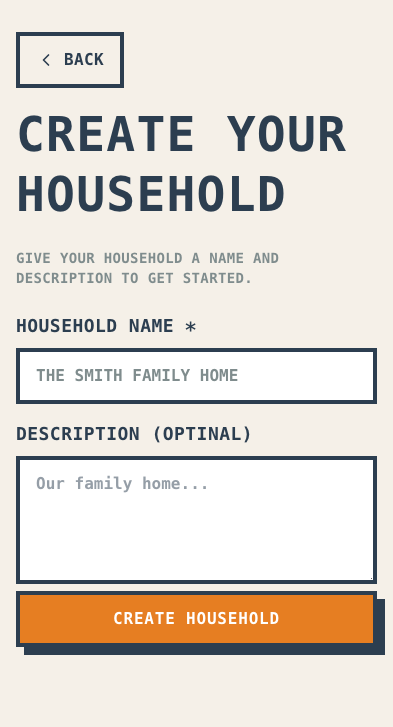 BACK
CREATE YOUR
HOUSEHOLD
GIVE YOUR HOUSEHOLD A NAME AND
DESCRIPTION TO GET STARTED.
HOUSEHOLD NAME *
THE SMITH FAMILY HOME
DESCRIPTION (OPTINAL)
Our family home...
CREATE HOUSEHOLD